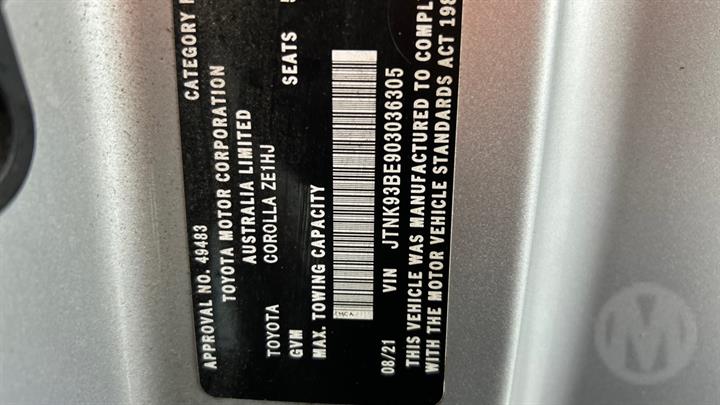 APPROVAL NO. 49483 CATEGORY
TOYOTA MOTOR CORPORATION
AUSTRALIA LIMITED
TOYOTA COROLLA ZE1HJ SEATS
GVM
MAX. TOWING CAPACITY
08/21 VIN JTNK93BE903036305
THIS VEHICLE WAS MANUFACTURED TO COMPL
WITH THE MOTOR VEHICLE STANDARDS ACT 198
M